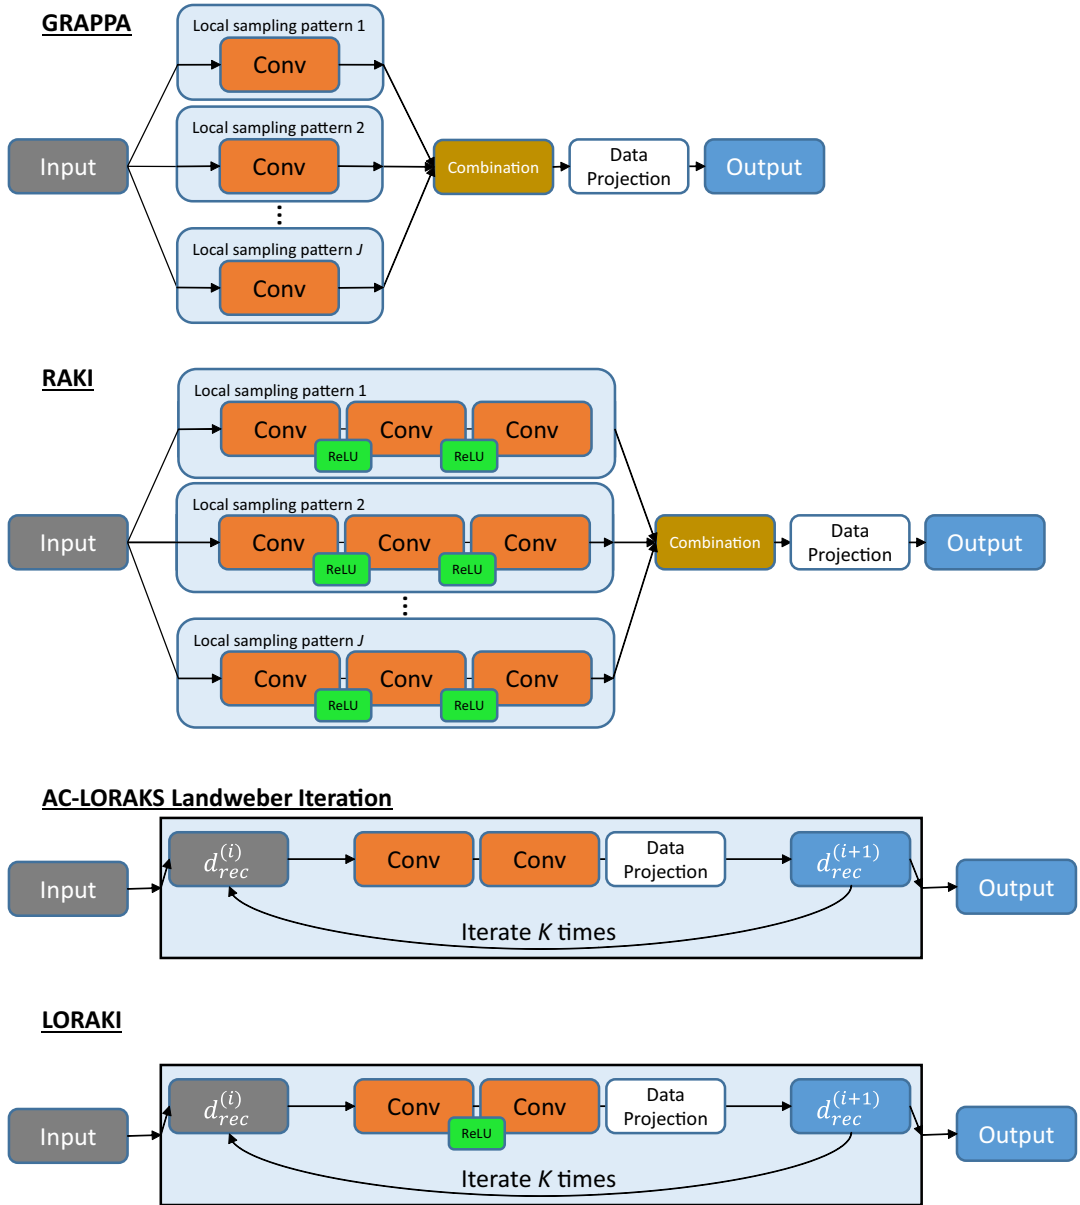 GRAPPA
Local sampling pattern 1
Conv
Local sampling pattern 2
Input
Conv
Combination
Data
Projection
Output
Local sampling pattern J
Conv
RAKI
Local sampling pattern 1
Conv
Conv
Conv
ReLU
ReLU
Local sampling pattern 2
Input
Conv
Conv
Conv
ReLU
ReLU
Combination
Data
Projection
Output
Local sampling pattern J
Conv
Conv
Conv
ReLU
ReLU
AC-LORAKS Landweber Iteration
Input
d_{rec}^{(i)}
Conv
Conv
Data
Projection
d_{rec}^{(i+1)}
Output
Iterate K times
LORAKI
Input
d_{rec}^{(i)}
Conv
Conv
ReLU
Data
Projection
d_{rec}^{(i+1)}
Output
Iterate K times